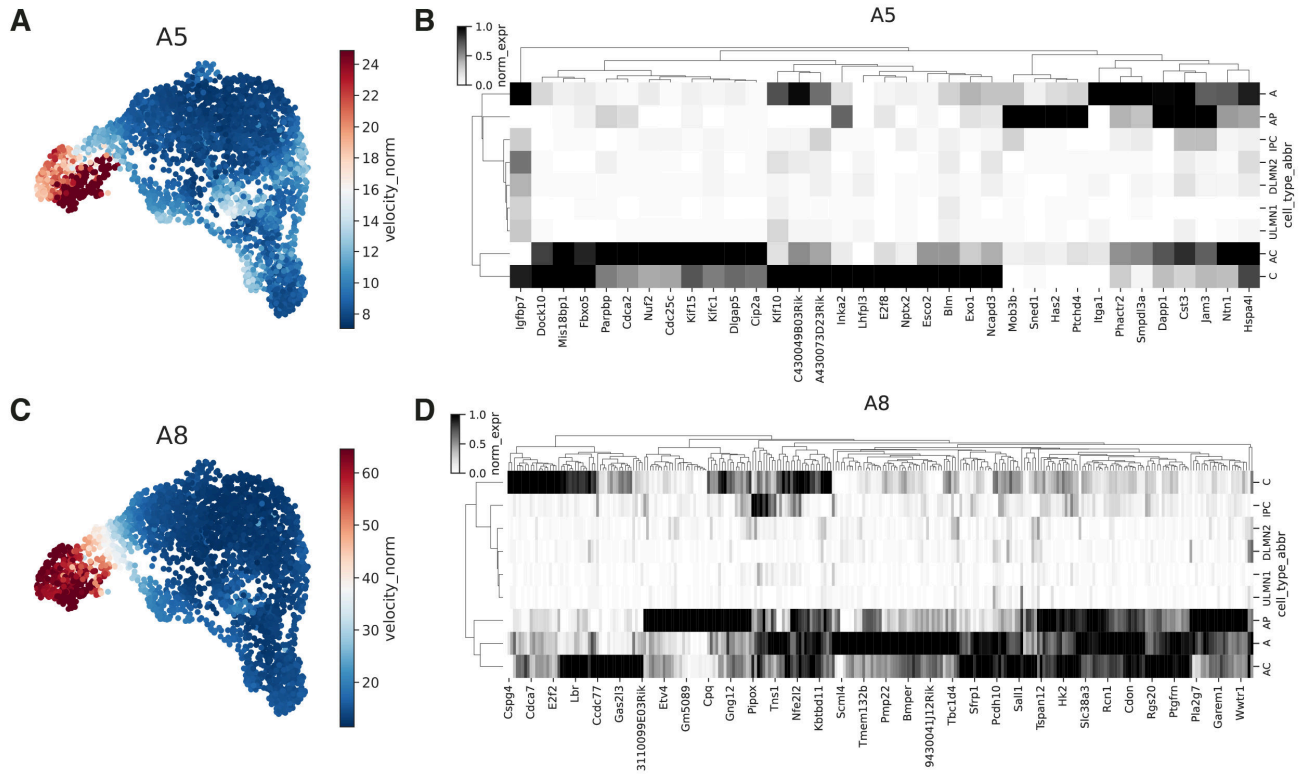 A
A5
24
22
20
18
16
14
12
10
8
velocity_norm
B
A5
1.0
0.5
0.0
norm_expr
A
AP
IPC
DLMN2
DLMN1
ULMN1
ULMN2
AC
C
cell_type_abbr
Igfbp7
Dock10
Mis18bp1
Fbxo5
Parpbp
Cdca2
Nuf2
Cdc25c
Kif15
Kifc1
Dlgap5
Cip2a
Klf10
C430049B03Rik
A430073D23Rik
Inka2
Lhfpl3
E2f8
Nptx2
Esco2
Blm
Exo1
Ncapd3
Mob3b
Sned1
Has2
Ptchd4
Itga1
Phactr2
Smpdl3a
Dapp1
Cst3
Jam3
Ntn1
Hspa4l
C
A8
60
50
40
30
20
velocity_norm
D
A8
1.0
0.5
0.0
norm_expr
C
IPC
DLMN2
DLMN1
ULMN1
ULMN2
AP
A
AC
cell_type_abbr
Cspg4
Cdca7
E2f2
Lbr
Ccdc77
Gas2l3
3110099E03Rik
Etv4
Gm5089
Cpq
Gng12
Pipox
Tns1
Nfe2l2
Kbtbd11
Scml4
Tmem132b
Pmp22
Bmper
9430041J12Rik
Tbc1d4
Sfrp1
Pcdh10
Sall1
Tspan12
Hk2
Slc38a3
Rcn1
Cdon
Rgs20
Ptgfrn
Pla2g7
Garem1
Wwtr1